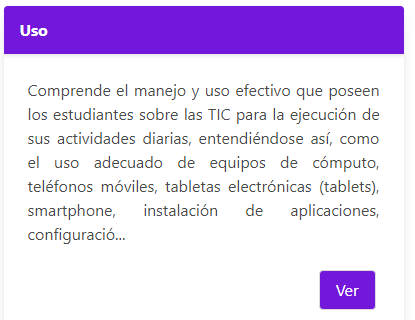 Uso
Comprende el manejo y uso efectivo que poseen
los estudiantes sobre las TIC para la ejecución de
sus actividades diarias, entendiéndose así, como
el uso adecuado de equipos de cómputo,
teléfonos móviles, tabletas electrónicas (tablets),
smartphone, instalación de aplicaciones,
configuració...
Ver